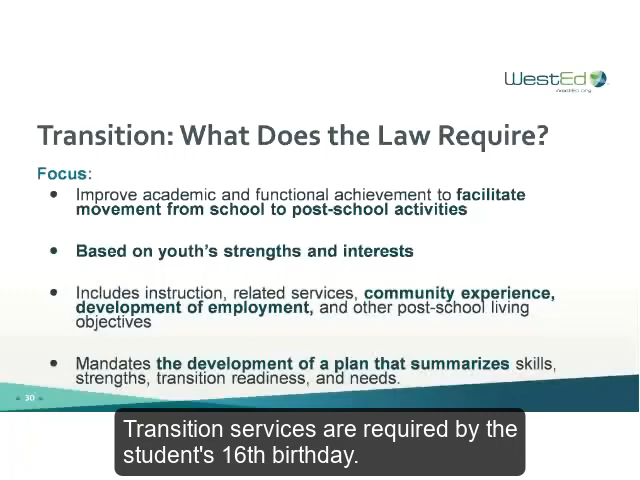 WestEd
WestEd.org
Transition: What Does the Law Require?
Focus:
• Improve academic and functional achievement to facilitate
movement from school to post-school activities
• Based on youth's strengths and interests
• Includes instruction, related services, community experience,
development of employment, and other post-school living
objectives
• Mandates the development of a plan that summarizes skills,
strengths, transition readiness, and needs.
30
Transition services are required by the
student's 16th birthday.